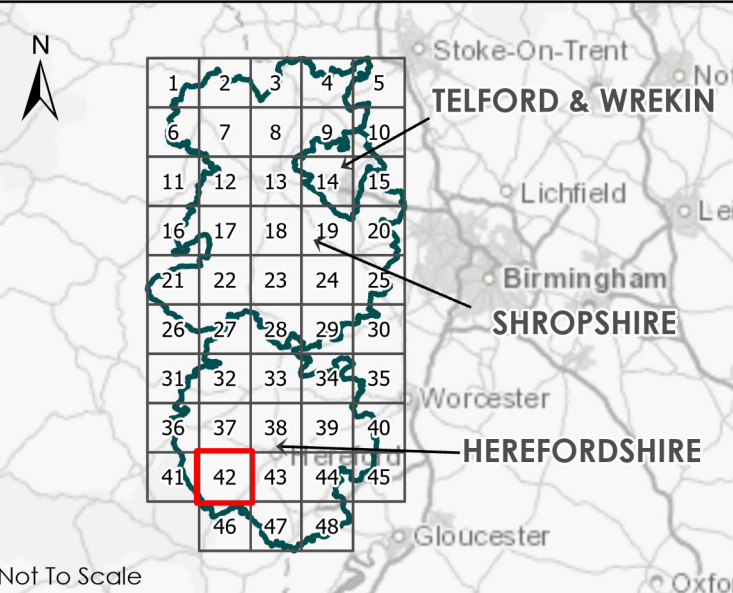 N
Stoke-On-Trent
1 2 3 4 5
TELFORD & WREKIN
6 7 8 9 10
11 12 13 14 15
Lichfield
16 17 18 19 20
Birmingham
21 22 23 24 25
SHROPSHIRE
26 27 28 29 30
31 32 33 34 35
Worcester
36 37 38 39 40
HEREFORDSHIRE
Hereford
41 42 43 44 45
46 47 48
Gloucester
Not To Scale